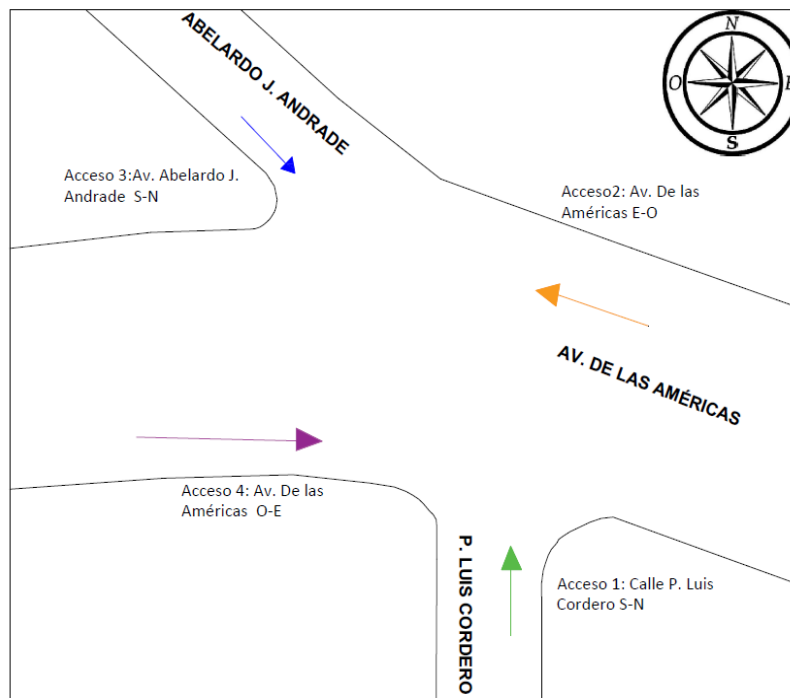 ABELARDO J. ANDRADE
N
O
E
S
Acceso 3:Av. Abelardo J.
Andrade S-N
Acceso2: Av. De las
Américas E-O
AV. DE LAS AMÉRICAS
Acceso 4: Av. De las
Américas O-E
P. LUIS CORDERO
Acceso 1: Calle P. Luis
Cordero S-N